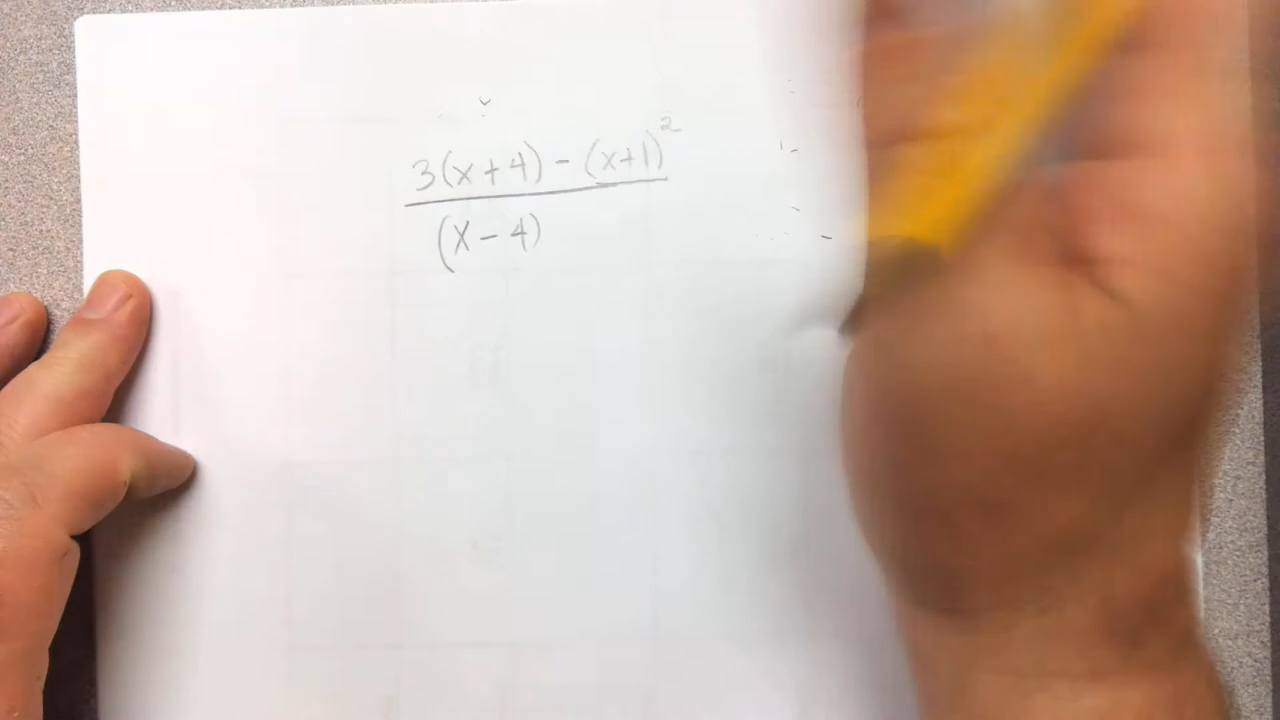 3(x+4) - (x+1)²
(x-4)